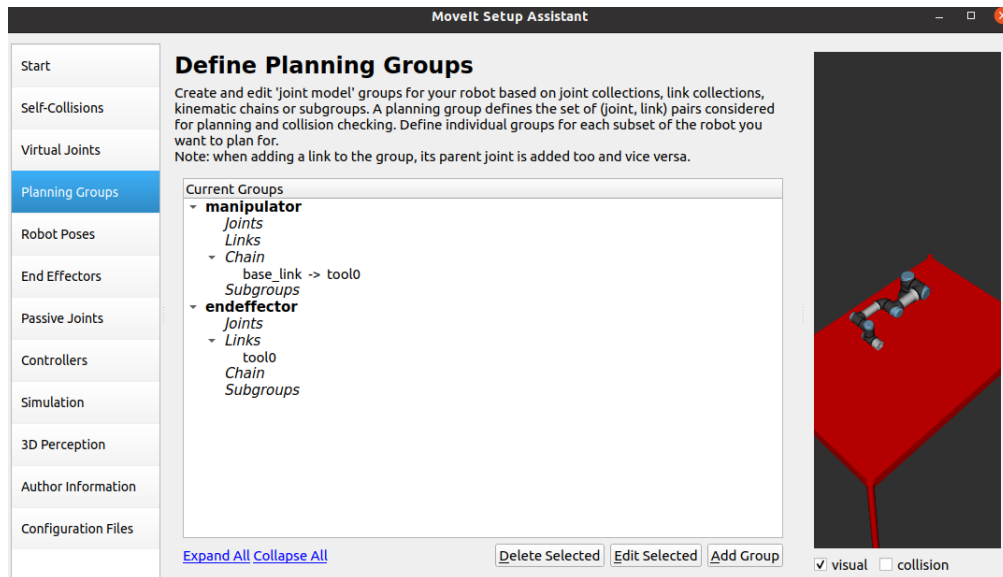 MoveIt Setup Assistant
Start
Self-Collisions
Virtual Joints
Planning Groups
Robot Poses
End Effectors
Passive Joints
Controllers
Simulation
3D Perception
Author Information
Configuration Files
Define Planning Groups
Create and edit 'joint model' groups for your robot based on joint collections, link collections,
kinematic chains or subgroups. A planning group defines the set of (joint, link) pairs considered
for planning and collision checking. Define individual groups for each subset of the robot you
want to plan for.
Note: when adding a link to the group, its parent joint is added too and vice versa.
Current Groups
manipulator
Joints
Links
Chain
base_link -> tool0
Subgroups
endeffector
Joints
Links
tool0
Chain
Subgroups
Expand All Collapse All
Delete Selected
Edit Selected
Add Group
visual
collision